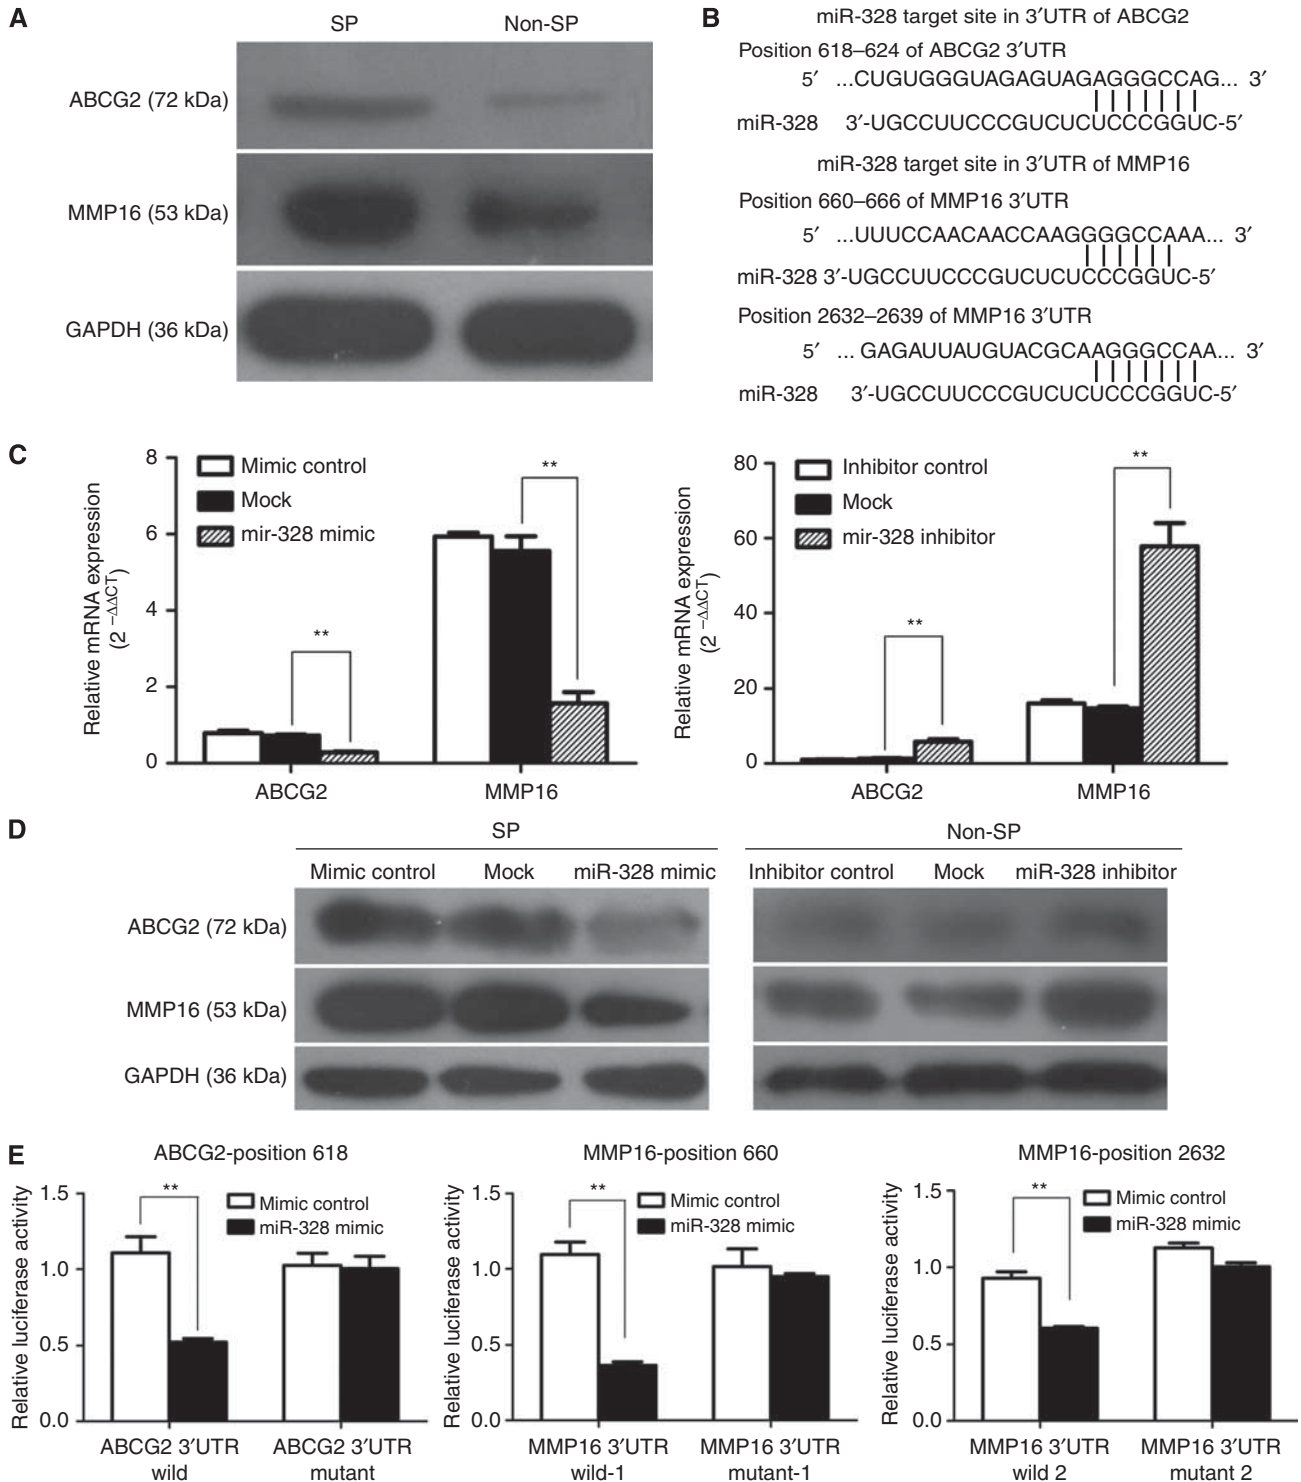 A
SP Non-SP
ABCG2 (72 kDa)
MMP16 (53 kDa)
GAPDH (36 kDa)
B
miR-328 target site in 3′UTR of ABCG2
Position 618–624 of ABCG2 3′UTR
5′ ...CUGUGGGUAGAGUAGAGGGCCAG... 3′
miR-328 3′-UGCCUUCCCGUCUCUCCCGGUC-5′
miR-328 target site in 3′UTR of MMP16
Position 660–666 of MMP16 3′UTR
5′ ...UUUCCAACAACCAAGGGGGCCAAA... 3′
miR-328 3′-UGCCUUCCCGUCUCUCCCGGUC-5′
Position 2632–2639 of MMP16 3′UTR
5′ ... GAGAUUAUGUACGCAAGGGCCAA... 3′
miR-328 3′-UGCCUUCCCGUCUCUCCCGGUC-5′
C
Relative mRNA expression
(2 −ΔΔCT)
8
6
4
2
0
Mimic control
Mock
mir-328 mimic
**
**
ABCG2 MMP16
Relative mRNA expression
(2 −ΔΔCT)
80
60
40
20
0
Inhibitor control
Mock
mir-328 inhibitor
**
**
ABCG2 MMP16
D
SP Non-SP
Mimic control Mock miR-328 mimic Inhibitor control Mock miR-328 inhibitor
ABCG2 (72 kDa)
MMP16 (53 kDa)
GAPDH (36 kDa)
E
ABCG2-position 618
Relative luciferase activity
1.5
1.0
0.5
0.0
**
Mimic control
miR-328 mimic
ABCG2 3′UTR ABCG2 3′UTR
wild mutant
MMP16-position 660
Relative luciferase activity
1.5
1.0
0.5
0.0
**
Mimic control
miR-328 mimic
MMP16 3′UTR MMP16 3′UTR
wild-1 mutant-1
MMP16-position 2632
Relative luciferase activity
1.5
1.0
0.5
0.0
**
Mimic control
miR-328 mimic
MMP16 3′UTR MMP16 3′UTR
wild 2 mutant 2